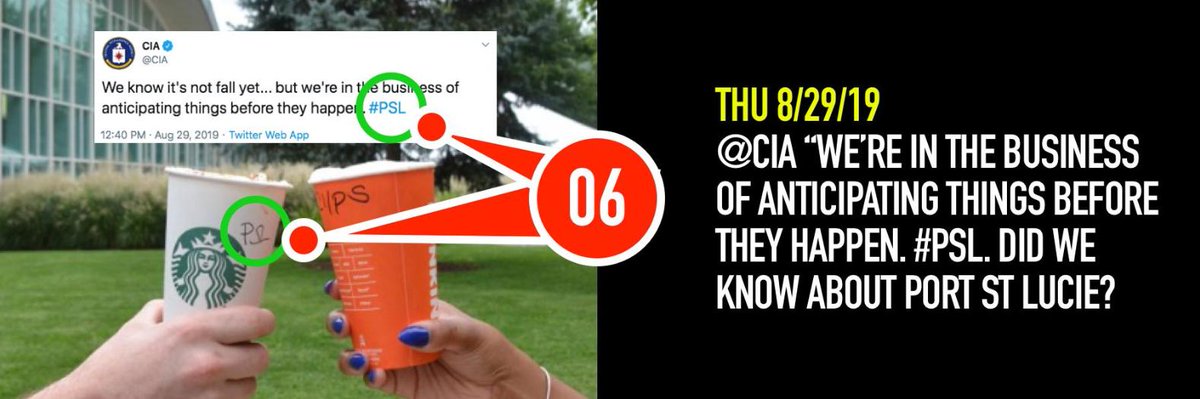 CIA
@CIA
We know it's not fall yet... but we're in the business of
anticipating things before they happen. #PSL
12:40 PM · Aug 29, 2019 · Twitter Web App
PSL
06
THU 8/29/19
@CIA “WE’RE IN THE BUSINESS
OF ANTICIPATING THINGS BEFORE
THEY HAPPEN. #PSL. DID WE
KNOW ABOUT PORT ST LUCIE?